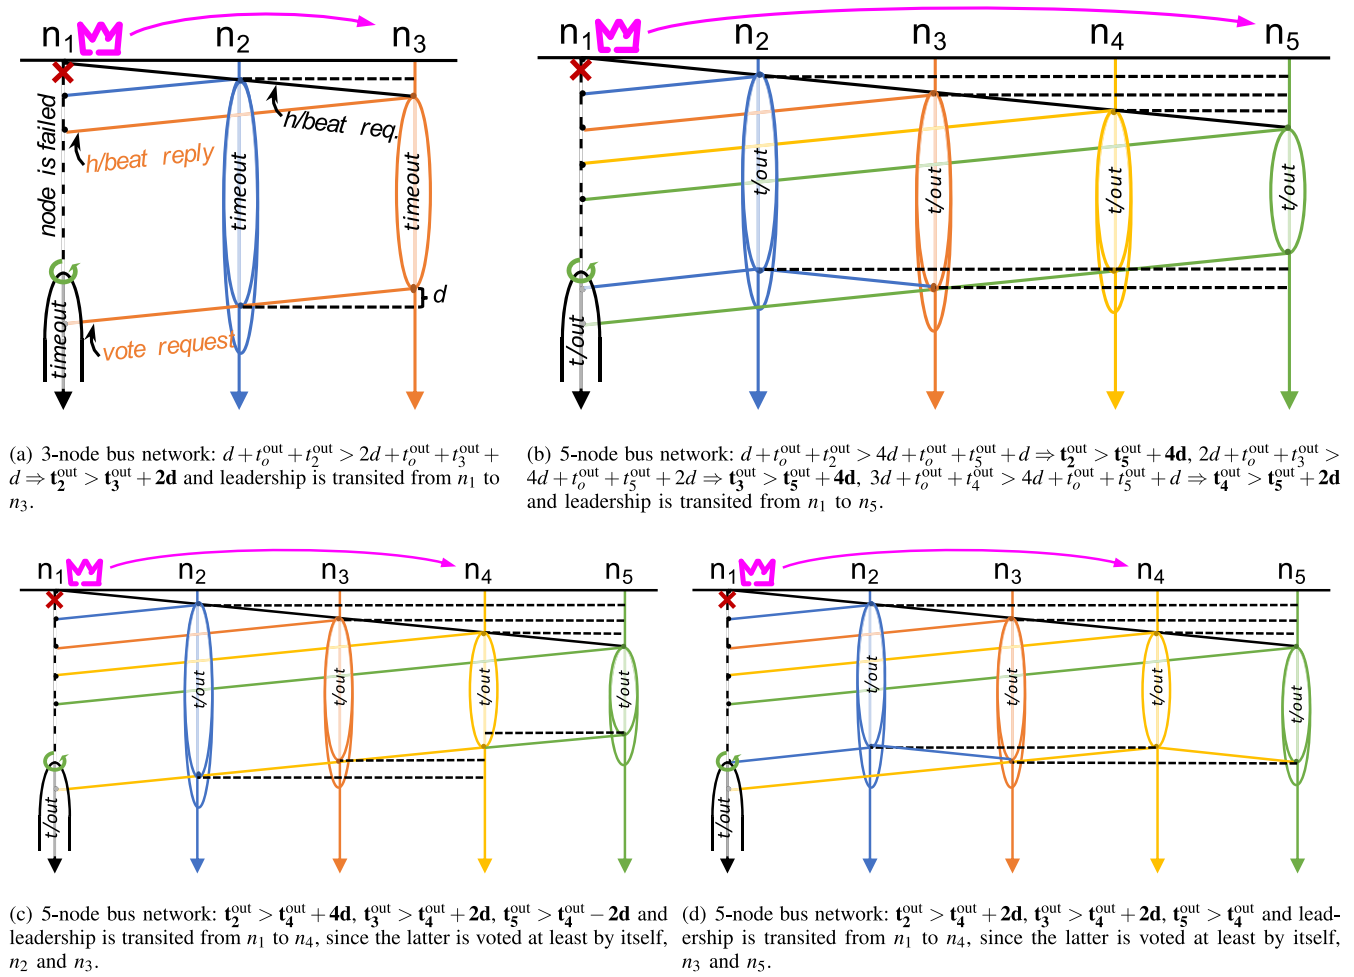 n₁ n₂ n₃
node is failed
h/beat req.
h/beat reply
timeout
timeout
timeout
d
vote request
n₁ n₂ n₃ n₄ n₅
t/out
t/out
t/out
t/out
t/out
(a) 3-node bus network: d + t_o^out + t_2^out > 2d + t_o^out + t_3^out +
d ⇒ t_2^out > t_3^out + 2d and leadership is transited from n₁ to
n₃.
(b) 5-node bus network: d + t_o^out + t_2^out > 4d + t_o^out + t_5^out + d ⇒ t_2^out > t_5^out + 4d, 2d + t_o^out + t_3^out >
4d + t_o^out + t_5^out + 2d ⇒ t_3^out > t_5^out + 4d, 3d + t_o^out + t_4^out > 4d + t_o^out + t_5^out + d ⇒ t_4^out > t_5^out + 2d
and leadership is transited from n₁ to n₅.
n₁ n₂ n₃ n₄ n₅
t/out
t/out
t/out
t/out
t/out
n₁ n₂ n₃ n₄ n₅
t/out
t/out
t/out
t/out
t/out
(c) 5-node bus network: t_2^out > t_4^out + 4d, t_3^out > t_4^out + 2d, t_5^out > t_4^out − 2d and
leadership is transited from n₁ to n₄, since the latter is voted at least by itself,
n₂ and n₃.
(d) 5-node bus network: t_2^out > t_4^out + 2d, t_3^out > t_4^out + 2d, t_5^out > t_4^out and lead-
ership is transited from n₁ to n₄, since the latter is voted at least by itself,
n₃ and n₅.